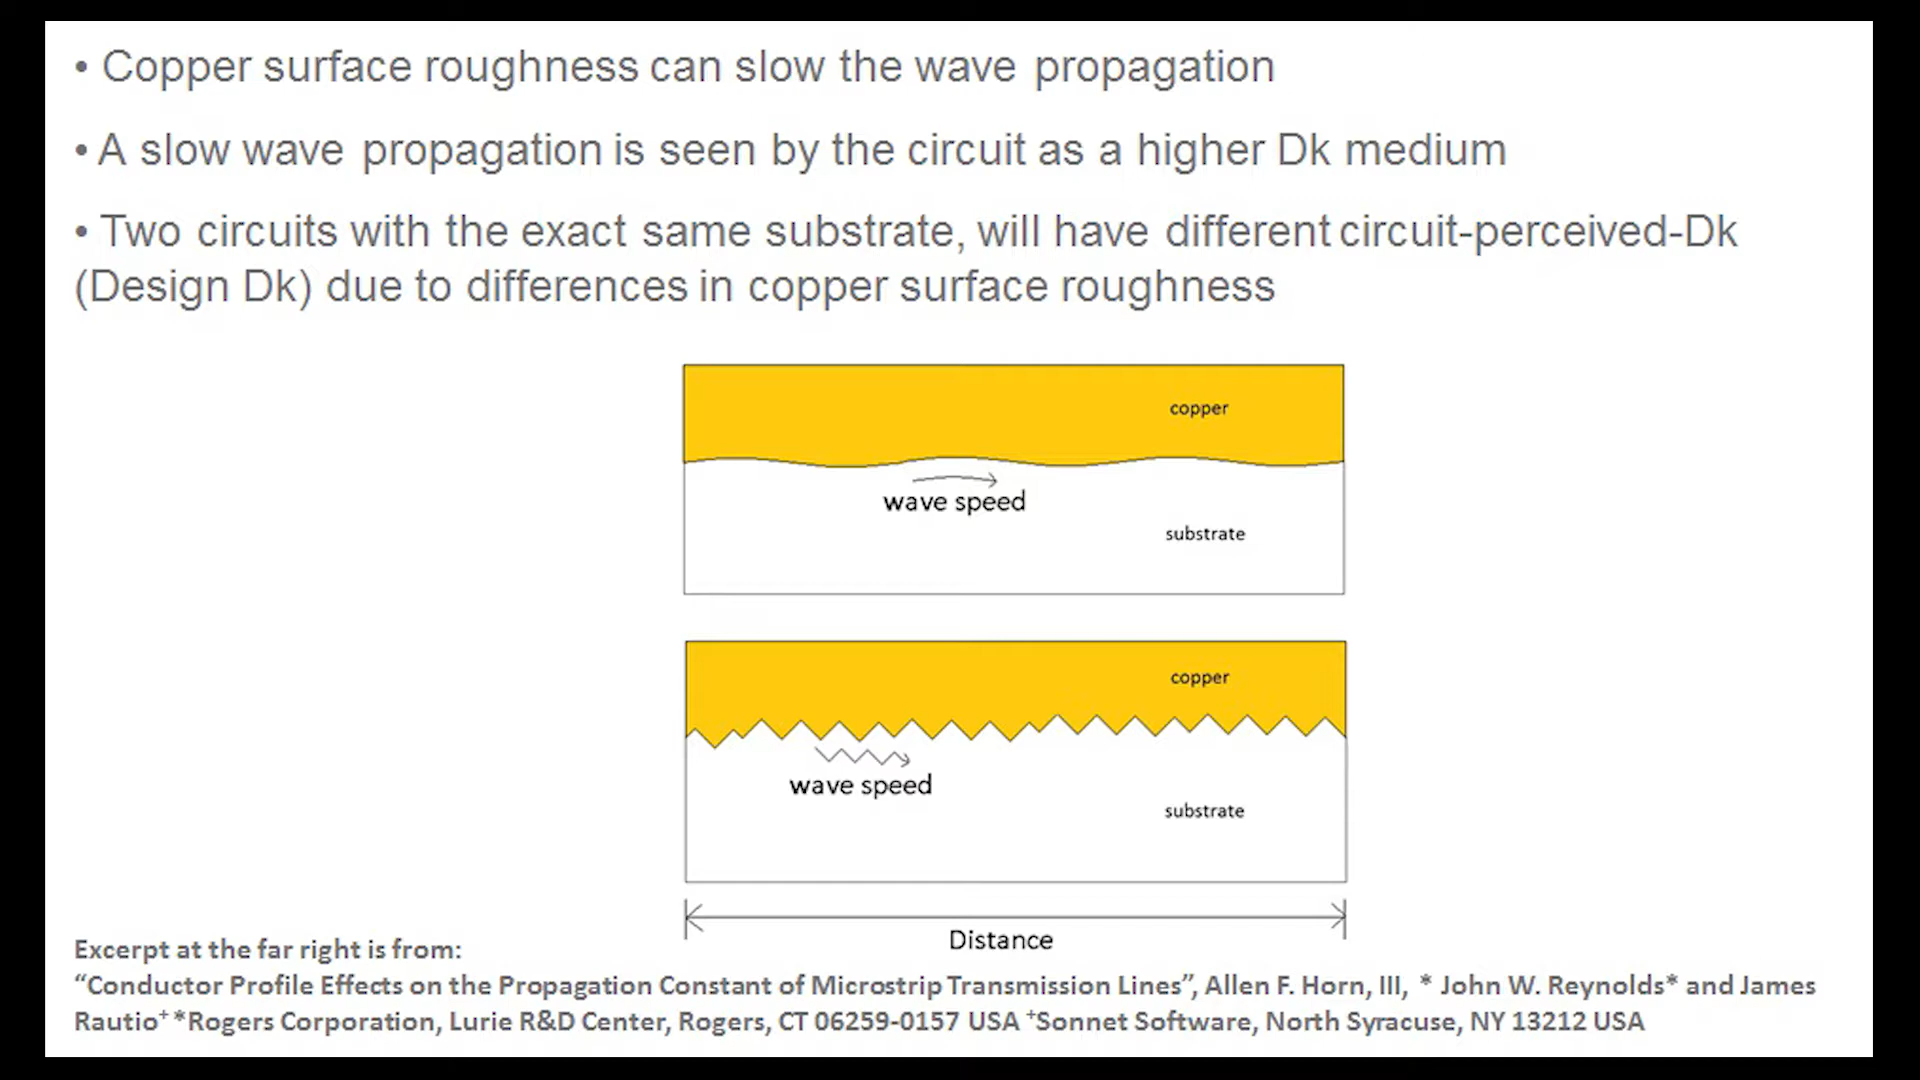 • Copper surface roughness can slow the wave propagation
• A slow wave propagation is seen by the circuit as a higher Dk medium
• Two circuits with the exact same substrate, will have different circuit-perceived-Dk
(Design Dk) due to differences in copper surface roughness
copper
wave speed
substrate
copper
wave speed
substrate
Distance
Excerpt at the far right is from:
“Conductor Profile Effects on the Propagation Constant of Microstrip Transmission Lines”, Allen F. Horn, III, * John W. Reynolds* and James
Rautio⁺ *Rogers Corporation, Lurie R&D Center, Rogers, CT 06259-0157 USA ⁺Sonnet Software, North Syracuse, NY 13212 USA